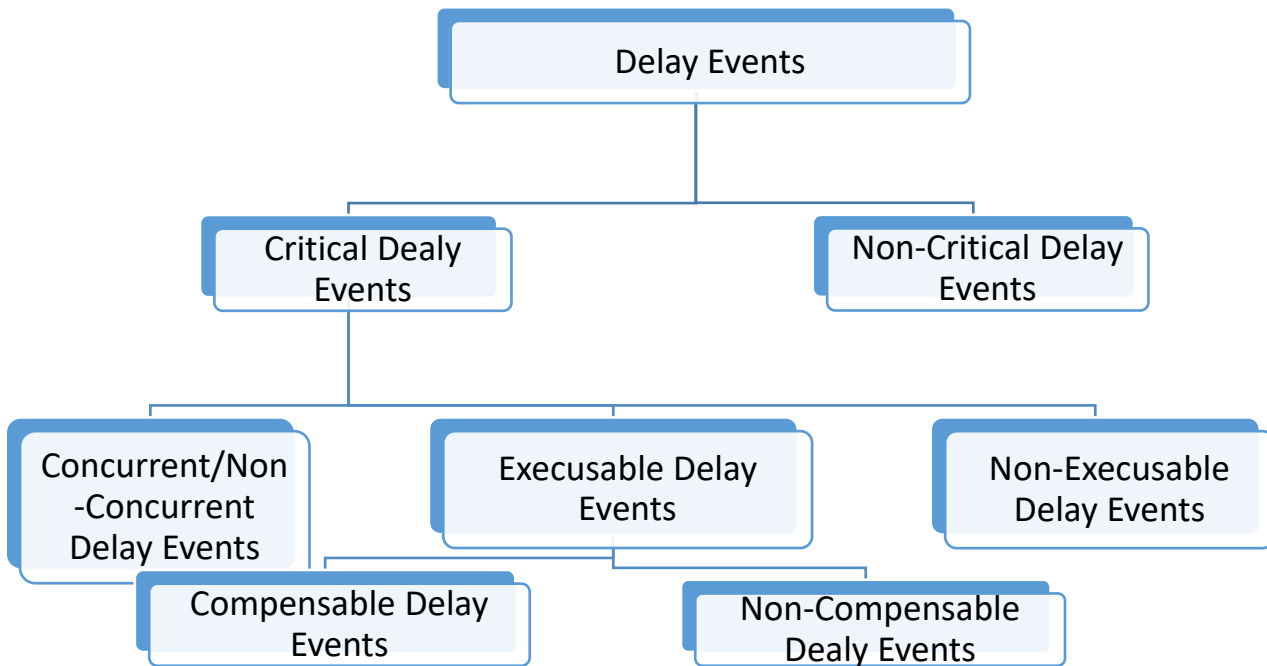 Delay Events
Critical Dealy
Events
Non-Critical Delay
Events
Concurrent/Non
-Concurrent
Delay Events
Execusable Delay
Events
Non-Execusable
Delay Events
Compensable Delay
Events
Non-Compensable
Dealy Events